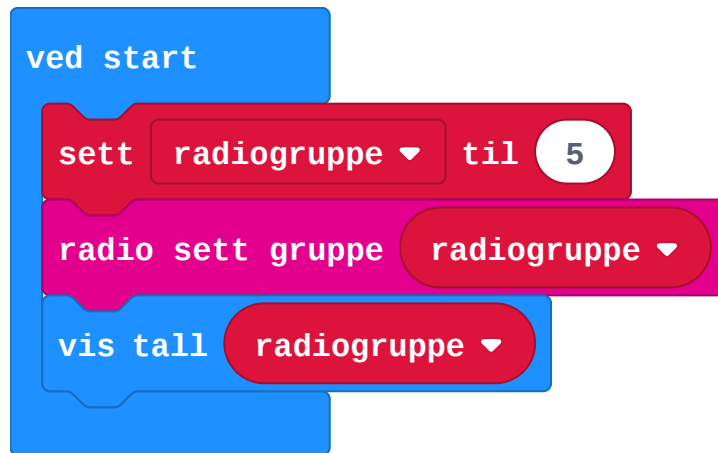 ved start
sett radiogruppe til 5
radio sett gruppe radiogruppe
vis tall radiogruppe